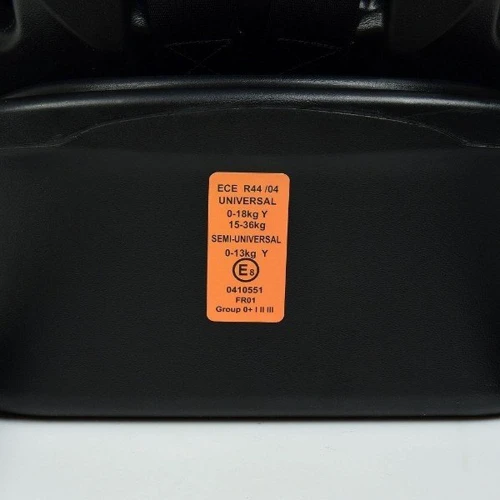 ECE R44 /04
UNIVERSAL
0-18kg Y
15-36kg
SEMI-UNIVERSAL
0-13kg Y
E8
0410551
FR01
Group 0+ I II III